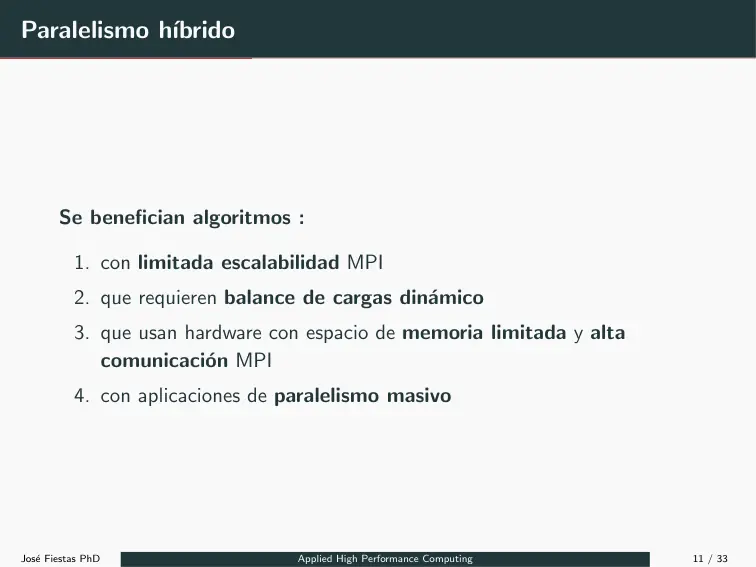 Paralelismo híbrido
Se benefician algoritmos :
1. con limitada escalabilidad MPI
2. que requieren balance de cargas dinámico
3. que usan hardware con espacio de memoria limitada y alta
comunicación MPI
4. con aplicaciones de paralelismo masivo
José Fiestas PhD
Applied High Performance Computing
11 / 33